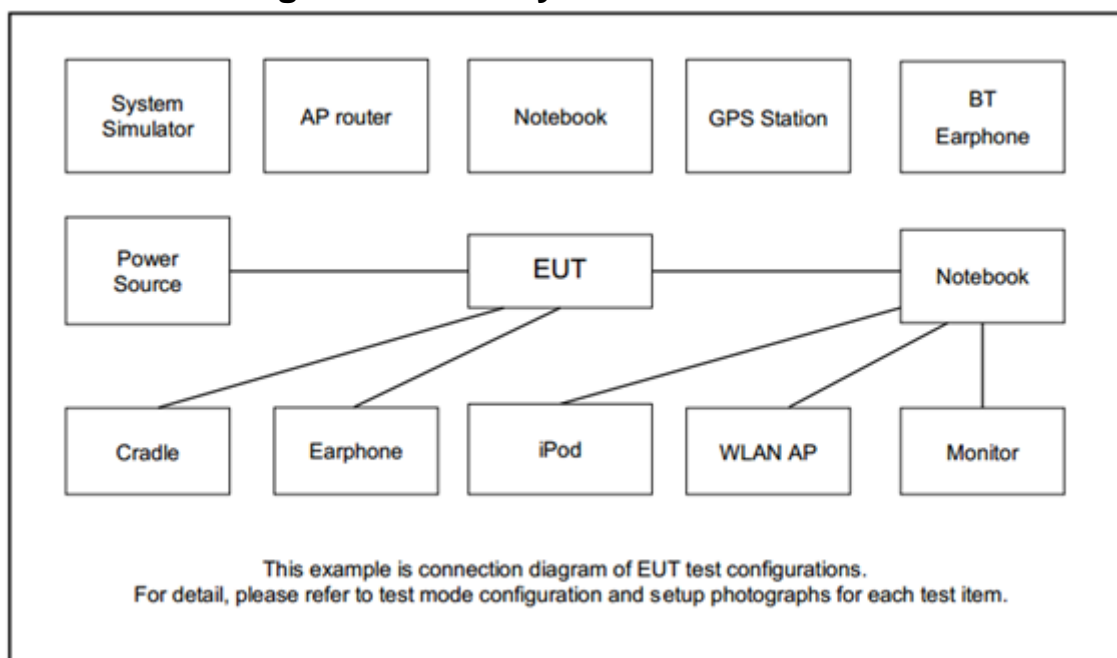 System
Simulator
AP router
Notebook
GPS Station
BT
Earphone
Power
Source
EUT
Notebook
Cradle
Earphone
iPod
WLAN AP
Monitor
This example is connection diagram of EUT test configurations.
For detail, please refer to test mode configuration and setup photographs for each test item.